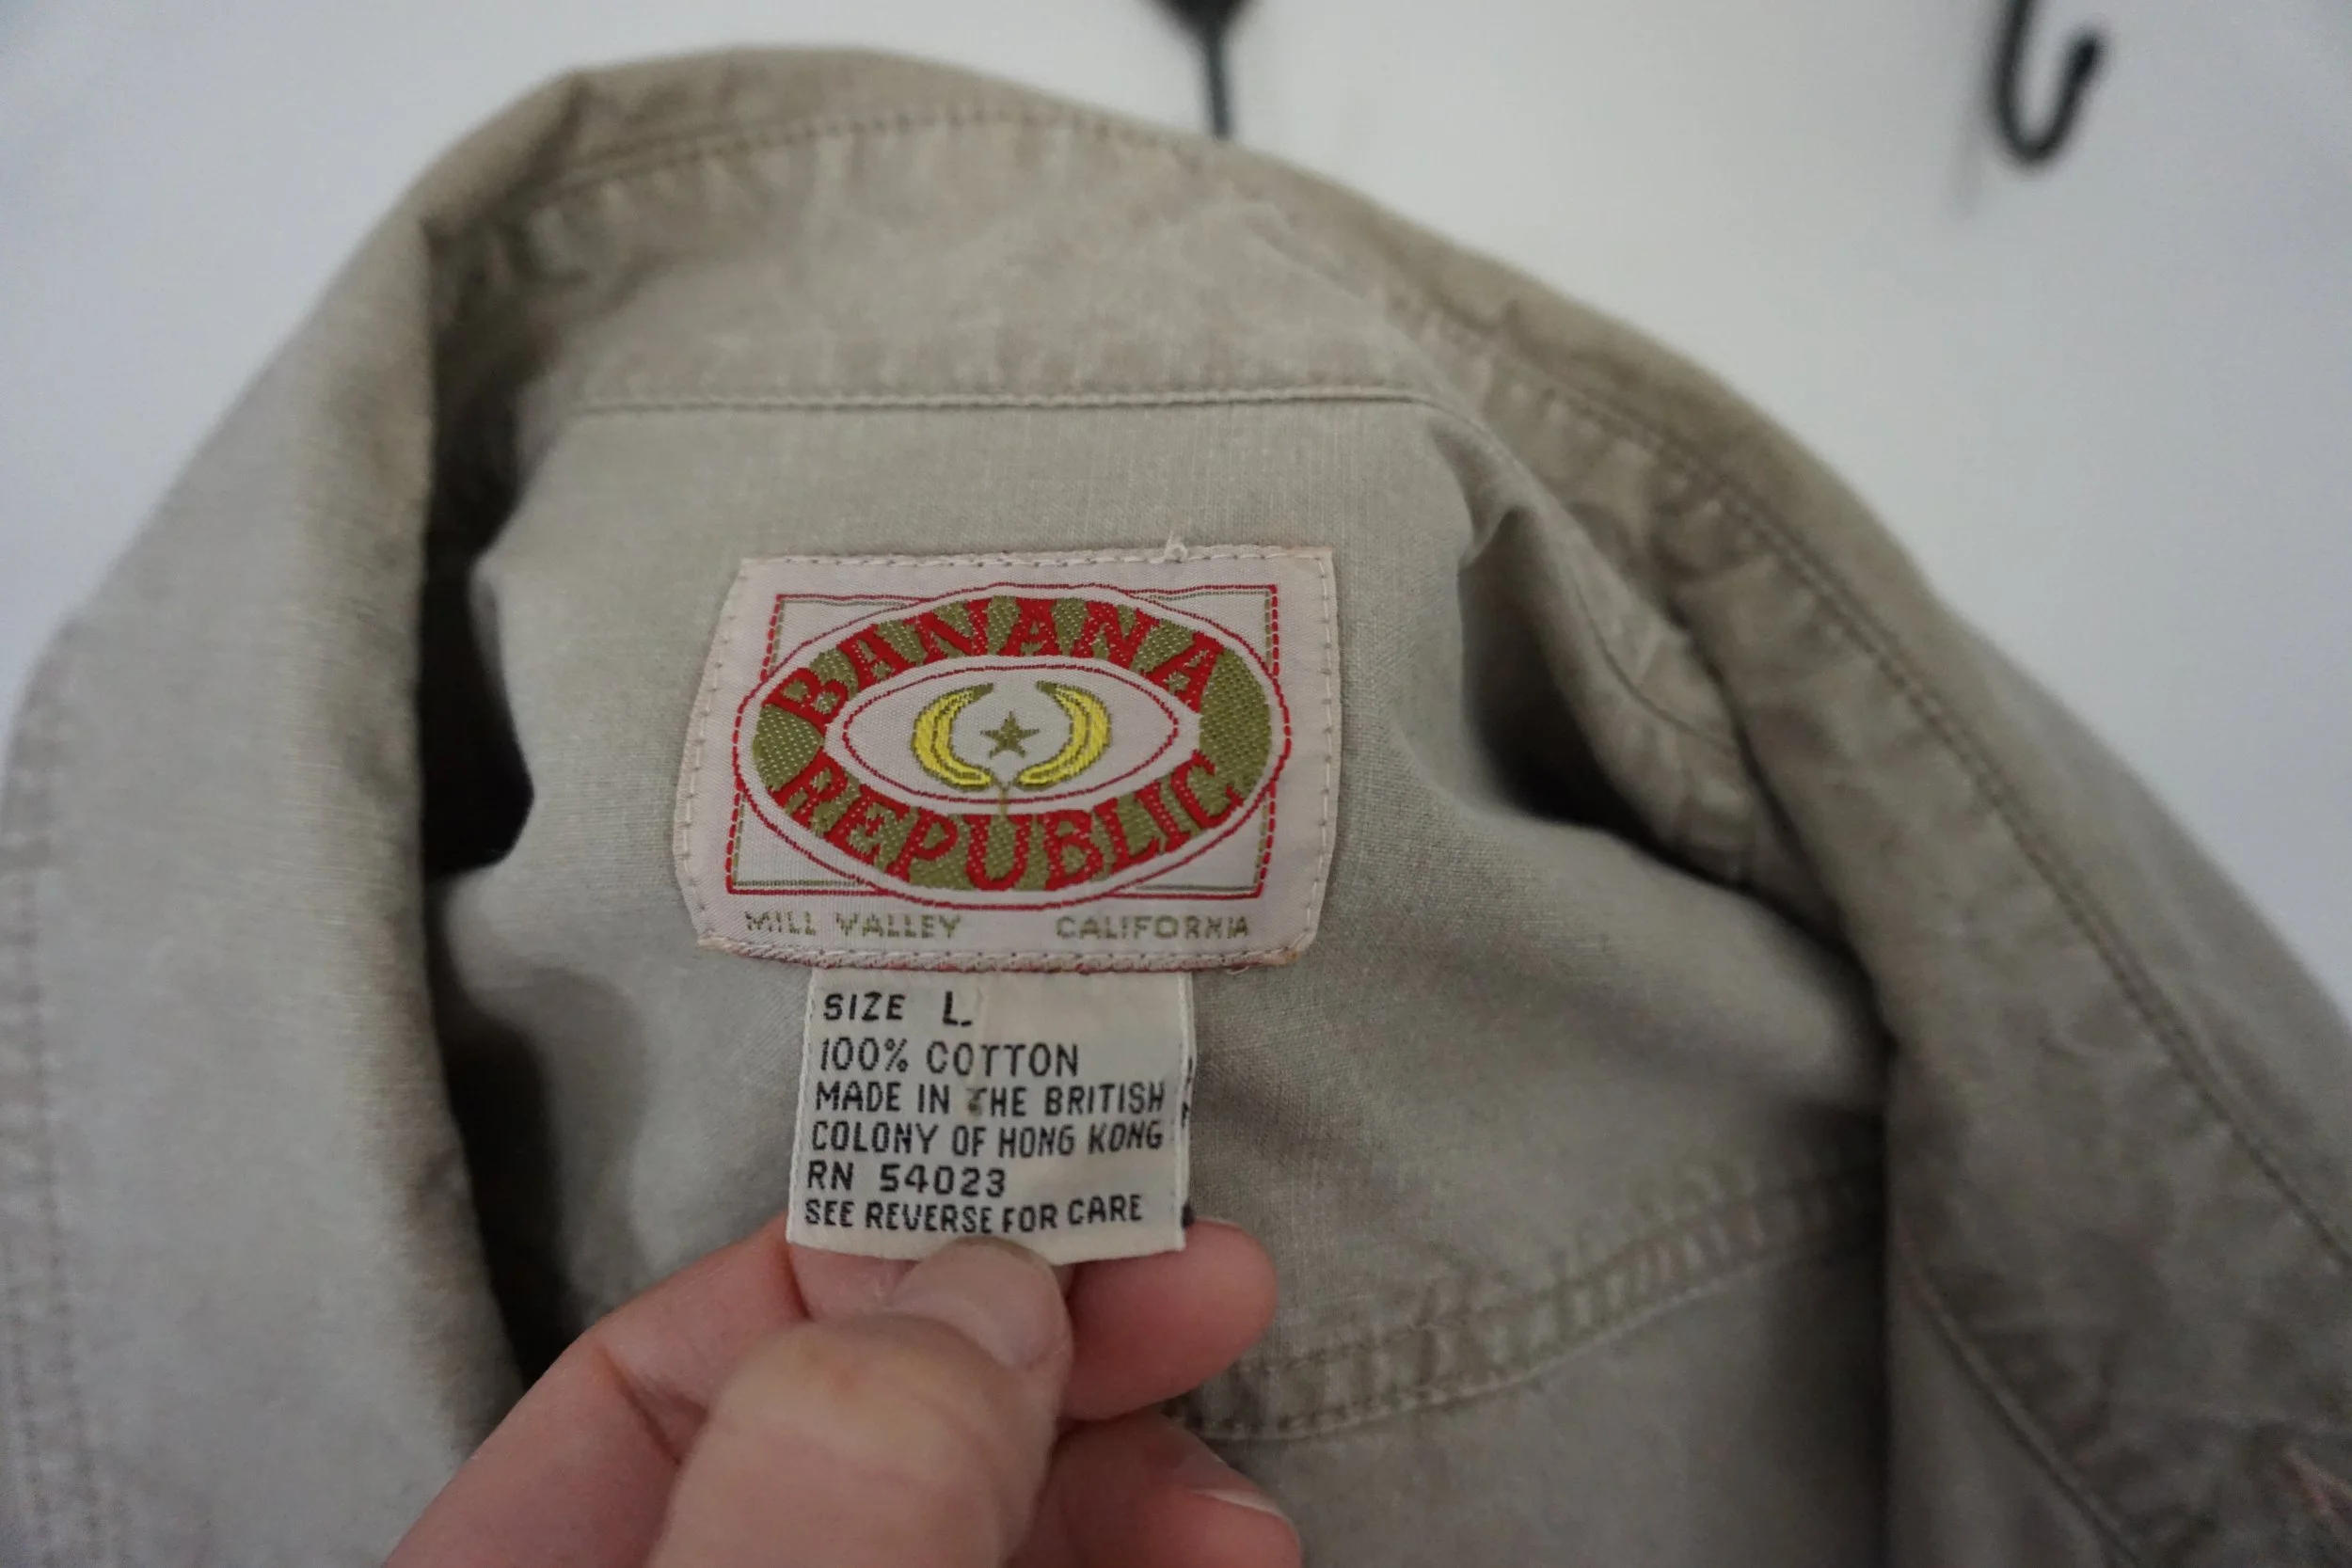 BANANA
REPUBLIC
MILL VALLEY CALIFORNIA
SIZE L
100% COTTON
MADE IN THE BRITISH
COLONY OF HONG KONG
RN 54023
SEE REVERSE FOR CARE